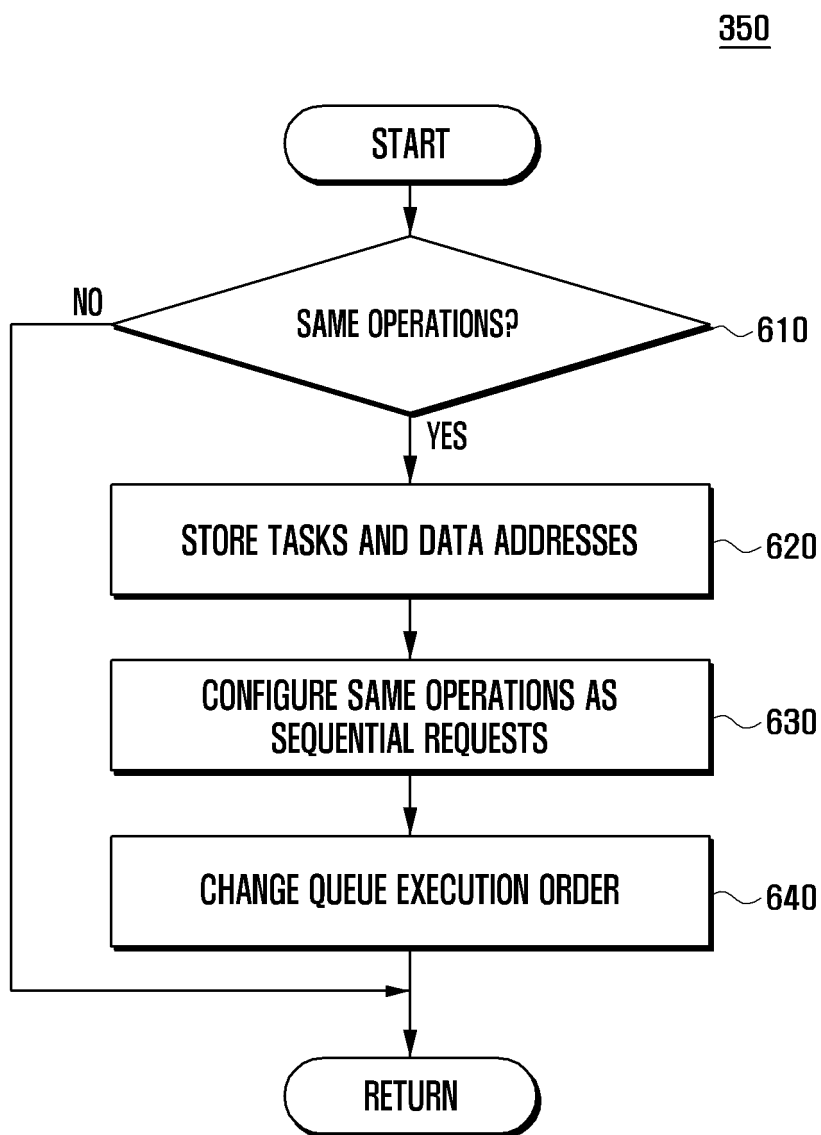 350
START
NO
SAME OPERATIONS?
610
YES
STORE TASKS AND DATA ADDRESSES
620
CONFIGURE SAME OPERATIONS AS
SEQUENTIAL REQUESTS
630
CHANGE QUEUE EXECUTION ORDER
640
RETURN